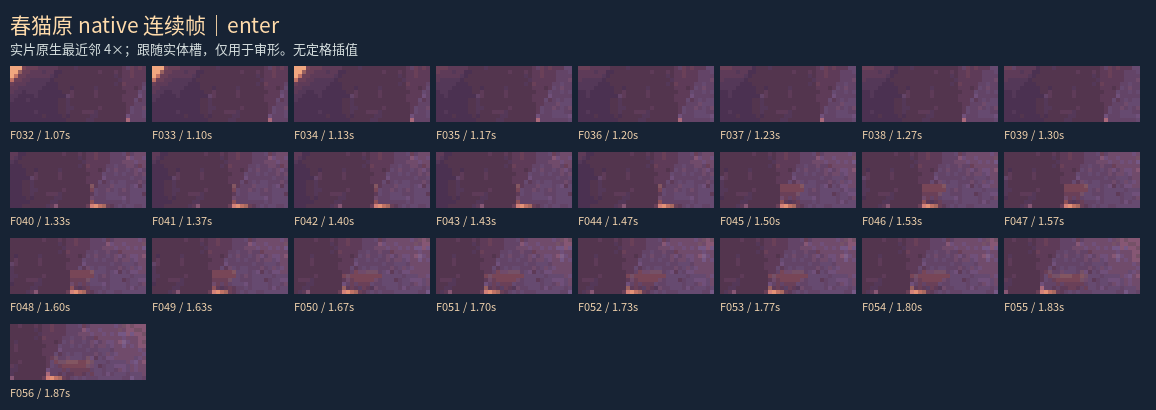 春猫原 native 连续帧｜enter
实片原生最近邻 4×；跟随实体槽，仅用于审形。无定格插值
F032 / 1.07s
F033 / 1.10s
F034 / 1.13s
F035 / 1.17s
F036 / 1.20s
F037 / 1.23s
F038 / 1.27s
F039 / 1.30s
F040 / 1.33s
F041 / 1.37s
F042 / 1.40s
F043 / 1.43s
F044 / 1.47s
F045 / 1.50s
F046 / 1.53s
F047 / 1.57s
F048 / 1.60s
F049 / 1.63s
F050 / 1.67s
F051 / 1.70s
F052 / 1.73s
F053 / 1.77s
F054 / 1.80s
F055 / 1.83s
F056 / 1.87s